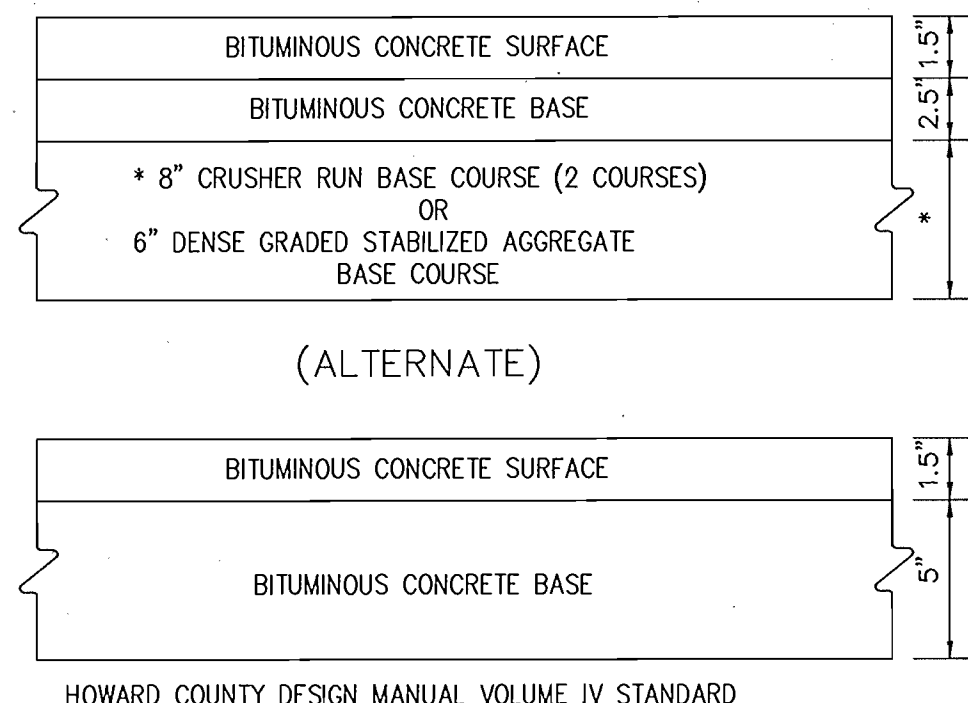 BITUMINOUS CONCRETE SURFACE
1.5"
BITUMINOUS CONCRETE BASE
2.5"
* 8" CRUSHER RUN BASE COURSE (2 COURSES)
OR
6" DENSE GRADED STABILIZED AGGREGATE
BASE COURSE
*
(ALTERNATE)
BITUMINOUS CONCRETE SURFACE
1.5"
BITUMINOUS CONCRETE BASE
5"
HOWARD COUNTY DESIGN MANUAL VOLUME IV STANDARD